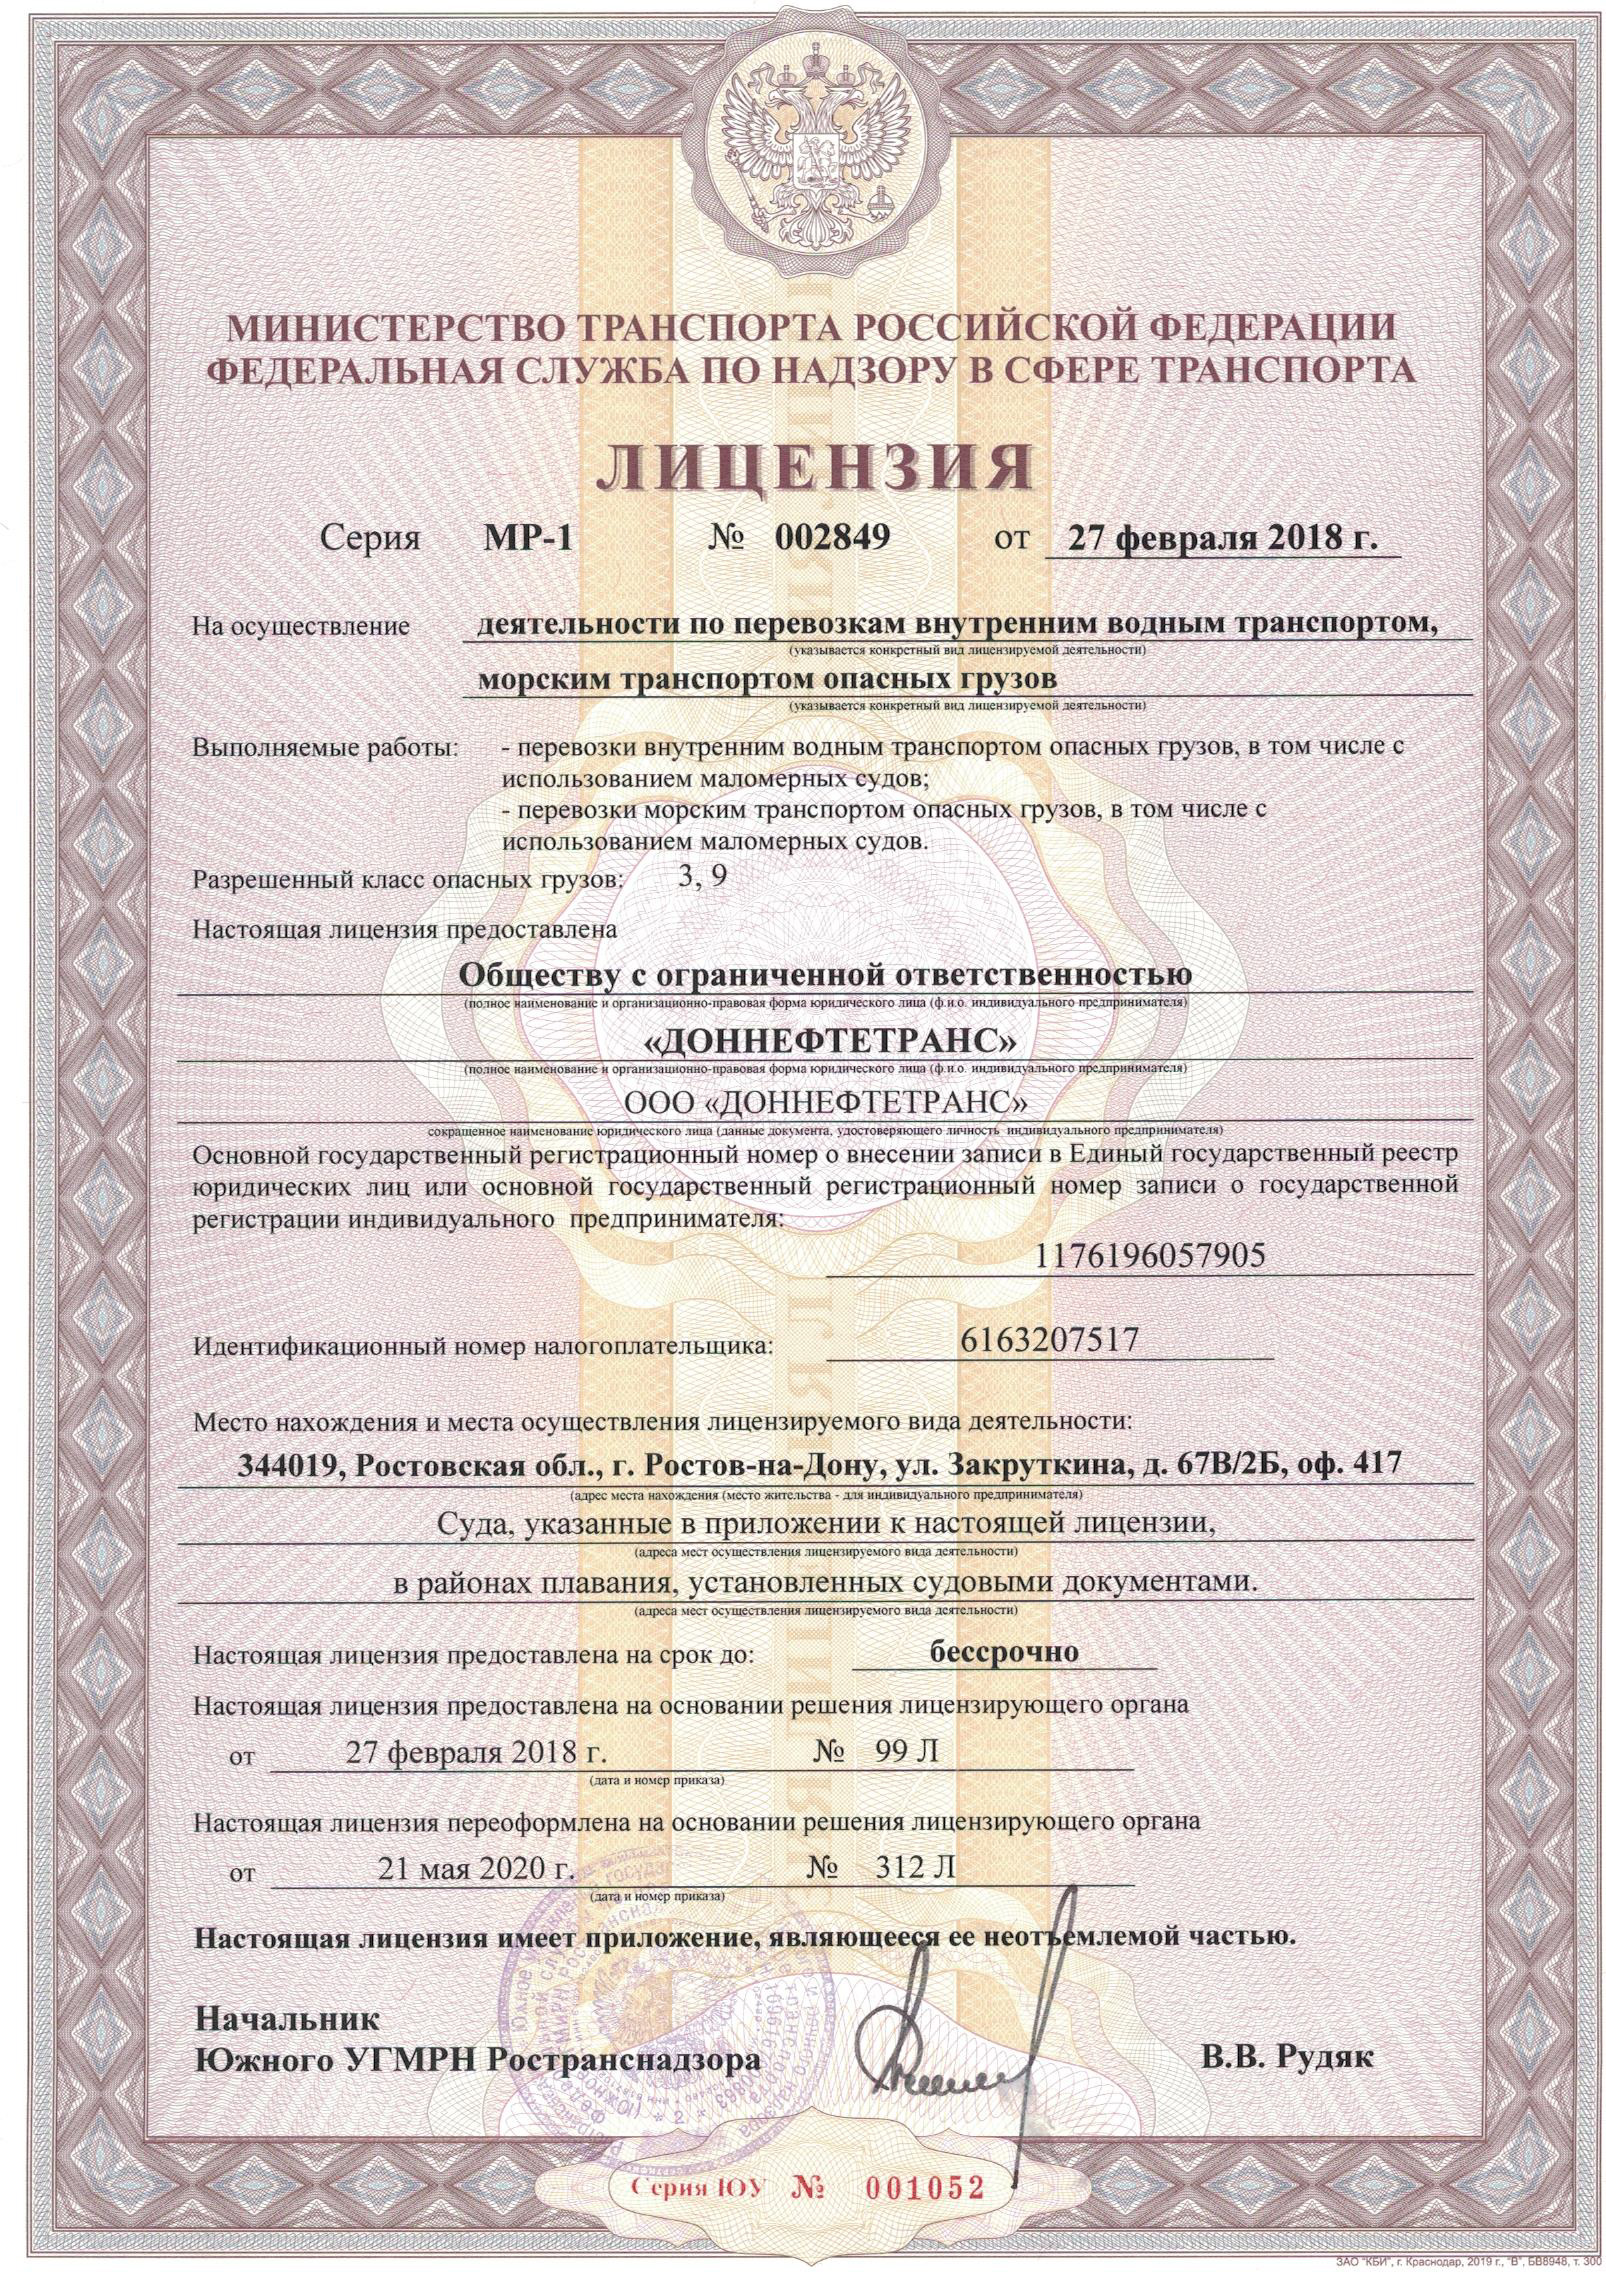 МИНИСТЕРСТВО ТРАНСПОРТА РОССИЙСКОЙ ФЕДЕРАЦИИ
ФЕДЕРАЛЬНАЯ СЛУЖБА ПО НАДЗОРУ В СФЕРЕ ТРАНСПОРТА
ЛИЦЕНЗИЯ
Серия МР-1 № 002849 от 27 февраля 2018 г.
На осуществление деятельности по перевозкам внутренним водным транспортом,
(указывается конкретный вид лицензируемой деятельности)
морским транспортом опасных грузов
(указывается конкретный вид лицензируемой деятельности)
Выполняемые работы: - перевозки внутренним водным транспортом опасных грузов, в том числе с
использованием маломерных судов;
- перевозки морским транспортом опасных грузов, в том числе с
использованием маломерных судов.
Разрешенный класс опасных грузов: 3, 9
Настоящая лицензия предоставлена
Обществу с ограниченной ответственностью
(полное наименование и организационно-правовая форма юридического лица (ф.и.о. индивидуального предпринимателя)
«ДОННЕФТЕТРАНС»
(полное наименование и организационно-правовая форма юридического лица (ф.и.о. индивидуального предпринимателя)
ООО «ДОННЕФТЕТРАНС»
сокращенное наименование юридического лица (данные документа, удостоверяющего личность индивидуального предпринимателя)
Основной государственный регистрационный номер о внесении записи в Единый государственный реестр
юридических лиц или основной государственный регистрационный номер записи о государственной
регистрации индивидуального предпринимателя:
1176196057905
Идентификационный номер налогоплательщика: 6163207517
Место нахождения и места осуществления лицензируемого вида деятельности:
344019, Ростовская обл., г. Ростов-на-Дону, ул. Закруткина, д. 67В/2Б, оф. 417
(адрес места нахождения (место жительства - для индивидуального предпринимателя)
Суда, указанные в приложении к настоящей лицензии,
(адреса мест осуществления лицензируемого вида деятельности)
в районах плавания, установленных судовыми документами.
(адреса мест осуществления лицензируемого вида деятельности)
Настоящая лицензия предоставлена на срок до: бессрочно
Настоящая лицензия предоставлена на основании решения лицензирующего органа
от 27 февраля 2018 г. № 99 Л
(дата и номер приказа)
Настоящая лицензия переоформлена на основании решения лицензирующего органа
от 21 мая 2020 г. № 312 Л
(дата и номер приказа)
Настоящая лицензия имеет приложение, являющееся ее неотъемлемой частью.
Начальник
Южного УГМРН Ространснадзора В.В. Рудяк
Серия ЮУ № 001052
ЗАО "КБИ", г. Краснодар, 2019 г., "В", БВ8948, т. 300